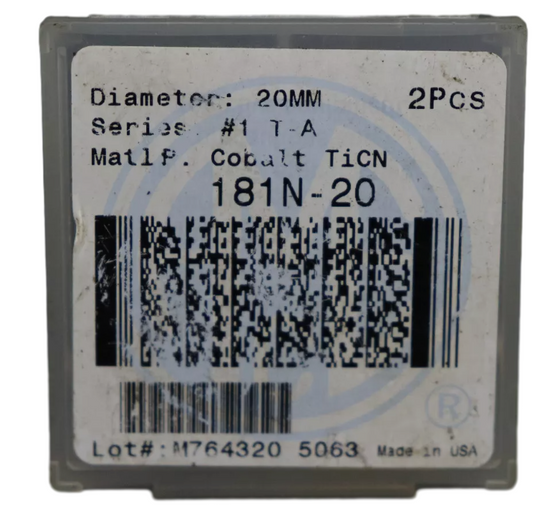 Diameter: 20MM 2Pcs
Series: #1 T-A
Matl P. Cobalt TiCN
181N-20
®
Lot#: M764320 5063 Made in USA